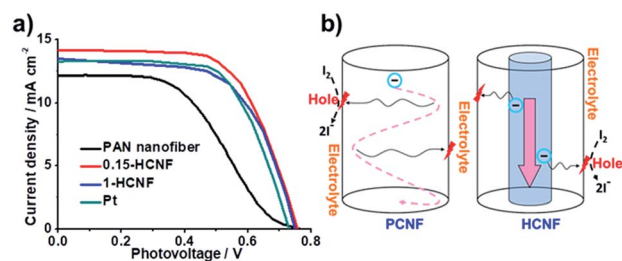 a)
Current density / mA cm⁻²
15
10
5
0
PAN nanofiber
0.15-HCNF
1-HCNF
Pt
0.0 0.2 0.4 0.6 0.8
Photovoltage / V
b)
I₂
Hole
2I⁻
Electrolyte
Electrolyte
PCNF
Electrolyte
I₂
Hole
2I⁻
HCNF